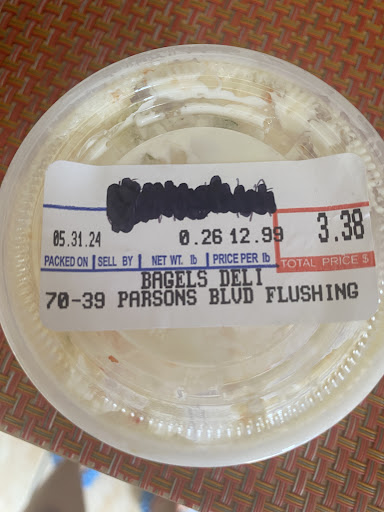 05.31.24 0.26 12.99 3.38
PACKED ON SELL BY NET WT. lb PRICE PER lb TOTAL PRICE $
BAGELS DELI
70-39 PARSONS BLVD FLUSHING